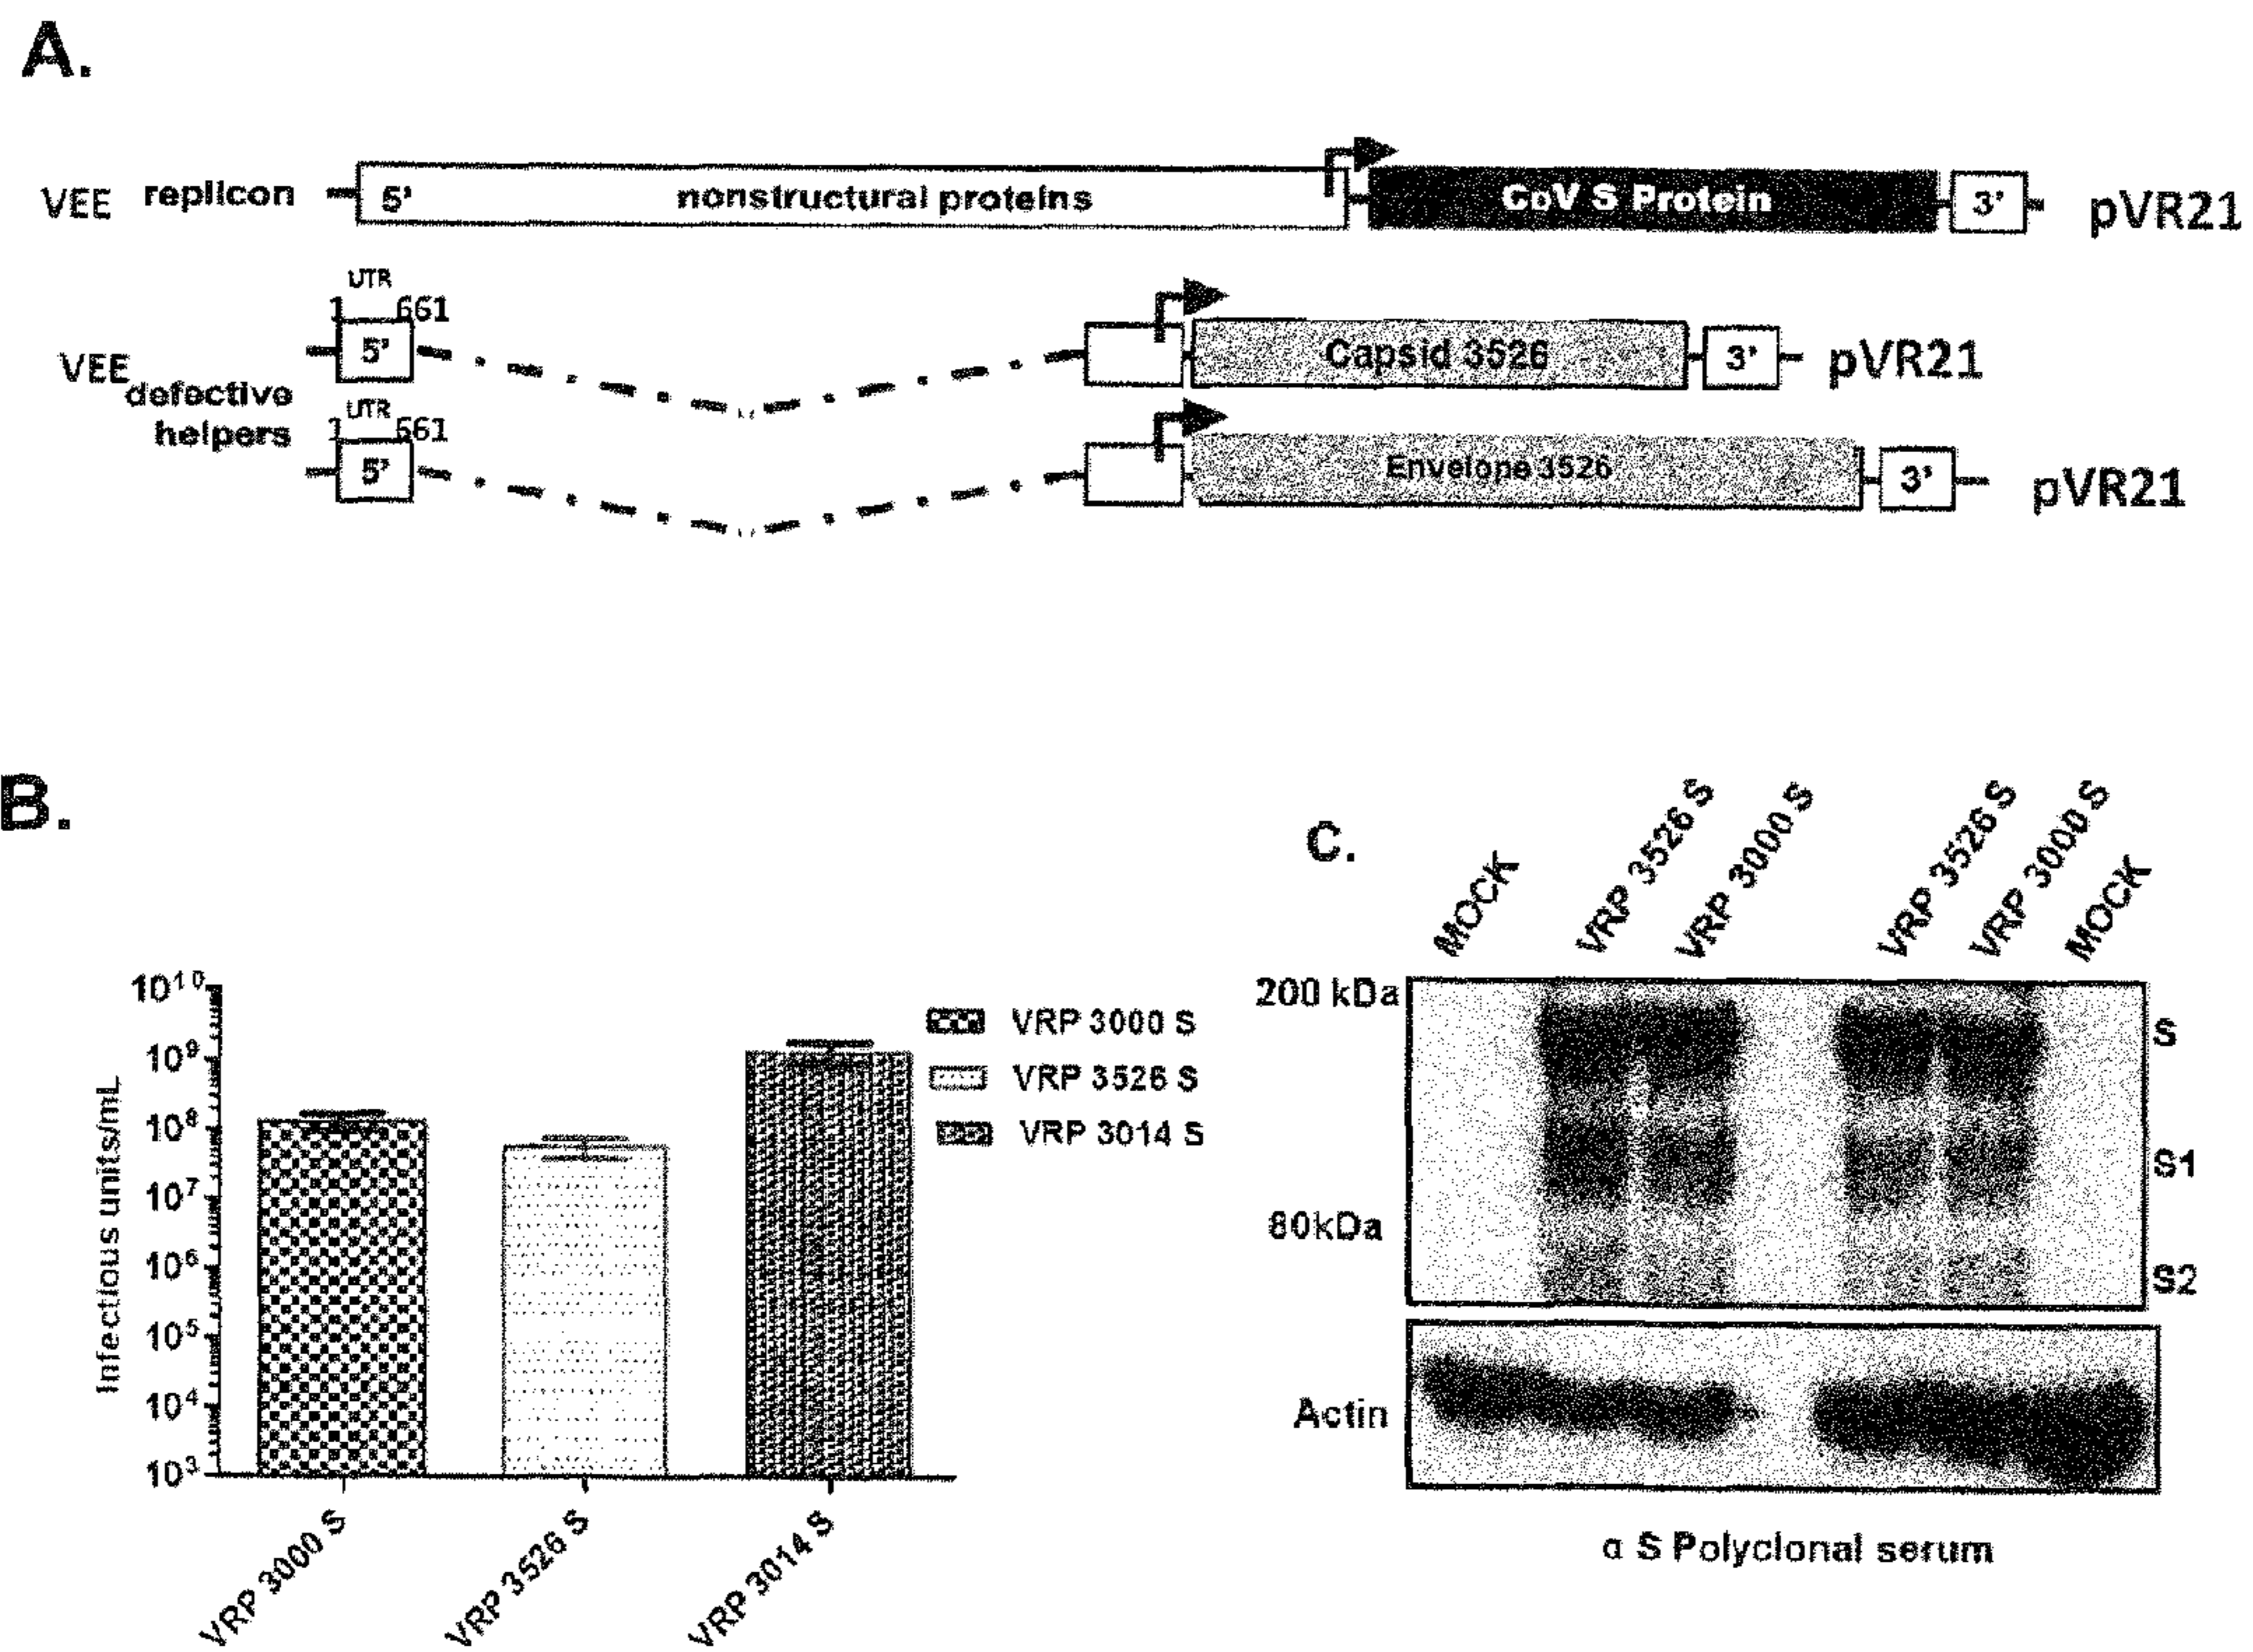 A.
VEE replicon 5' nonstructural proteins CoV S Protein 3' pVR21
UTR
1 661
VEE 5' Capsid 3526 3' pVR21
defective
helpers
UTR
1 661
5' Envelope 3526 3' pVR21
B.
Infectious units/mL
10¹⁰
10⁹
10⁸
10⁷
10⁶
10⁵
10⁴
10³
VRP 3000 S
VRP 3526 S
VRP 3014 S
VRP 3000 S
VRP 3526 S
VRP 3014 S
C.
MOCK
VRP 3526 S
VRP 3000 S
VRP 3526 S
VRP 3000 S
MOCK
200 kDa
80kDa
S
S1
S2
Actin
α S Polyclonal serum